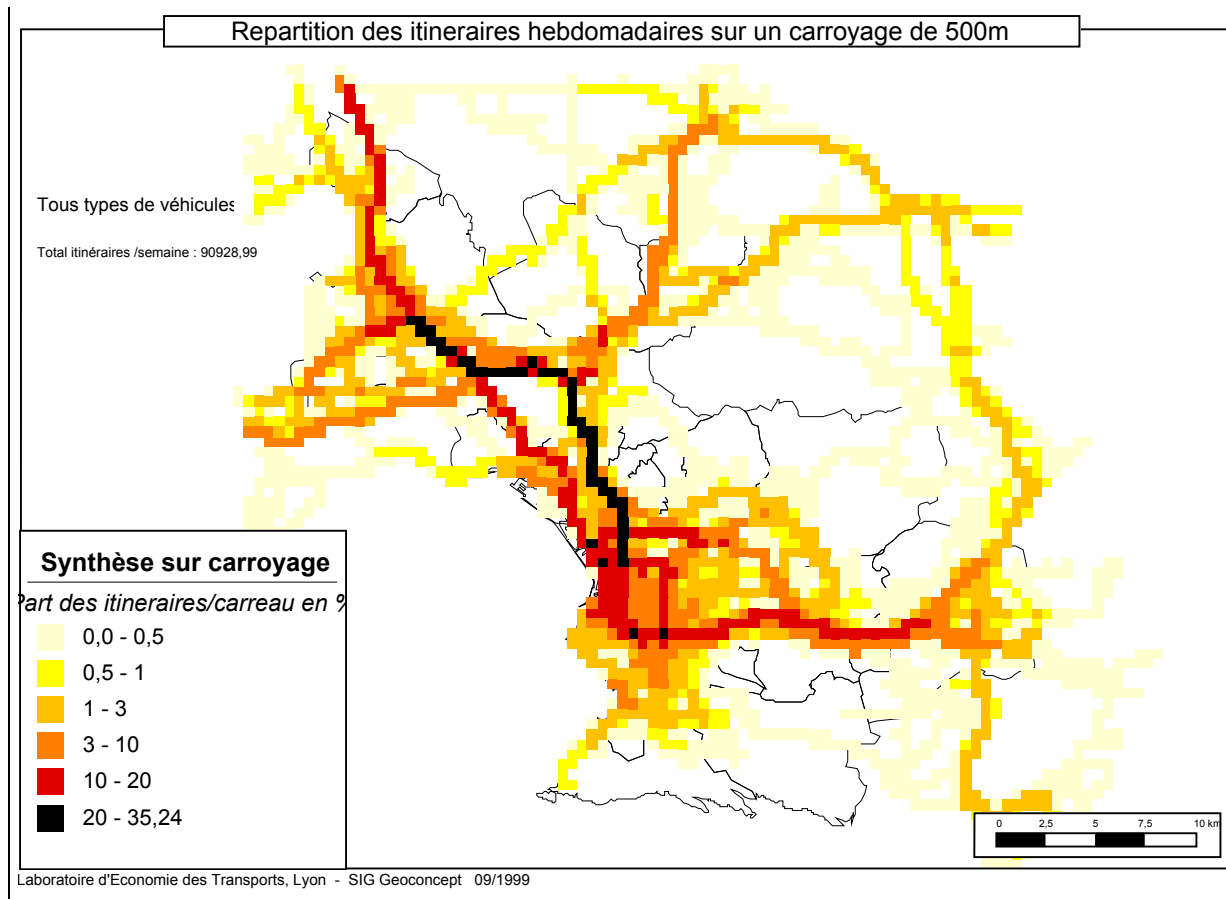 Repartition des itineraires hebdomadaires sur un carroyage de 500m
Tous types de véhicules
Total itinéraires /semaine : 90928,99
Synthèse sur carroyage
Part des itineraires/carreau en %
0,0 - 0,5
0,5 - 1
1 - 3
3 - 10
10 - 20
20 - 35,24
0 2,5 5 7,5 10 km
Laboratoire d'Economie des Transports, Lyon - SIG Geoconcept 09/1999